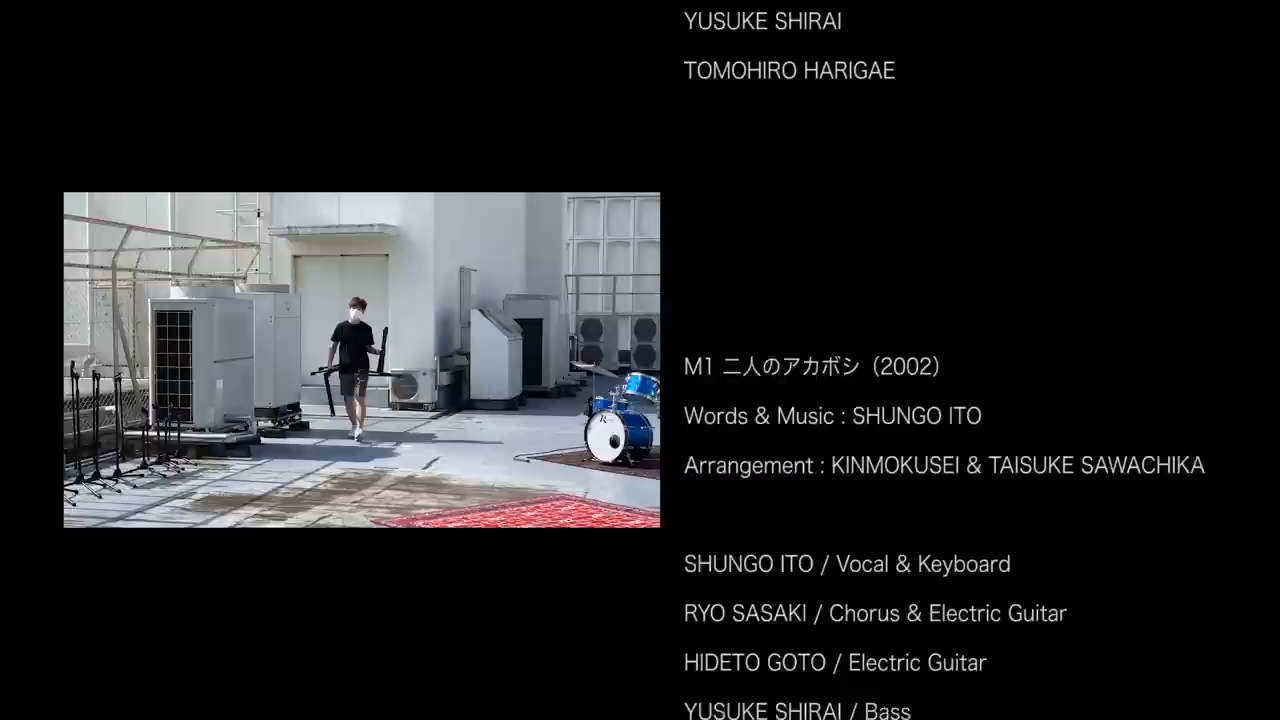 YUSUKE SHIRAI
TOMOHIRO HARIGAE
M1 二人のアカボシ（2002）
Words & Music : SHUNGO ITO
Arrangement : KINMOKUSEI & TAISUKE SAWACHIKA
SHUNGO ITO / Vocal & Keyboard
RYO SASAKI / Chorus & Electric Guitar
HIDETO GOTO / Electric Guitar
YUSUKE SHIRAI / Bass